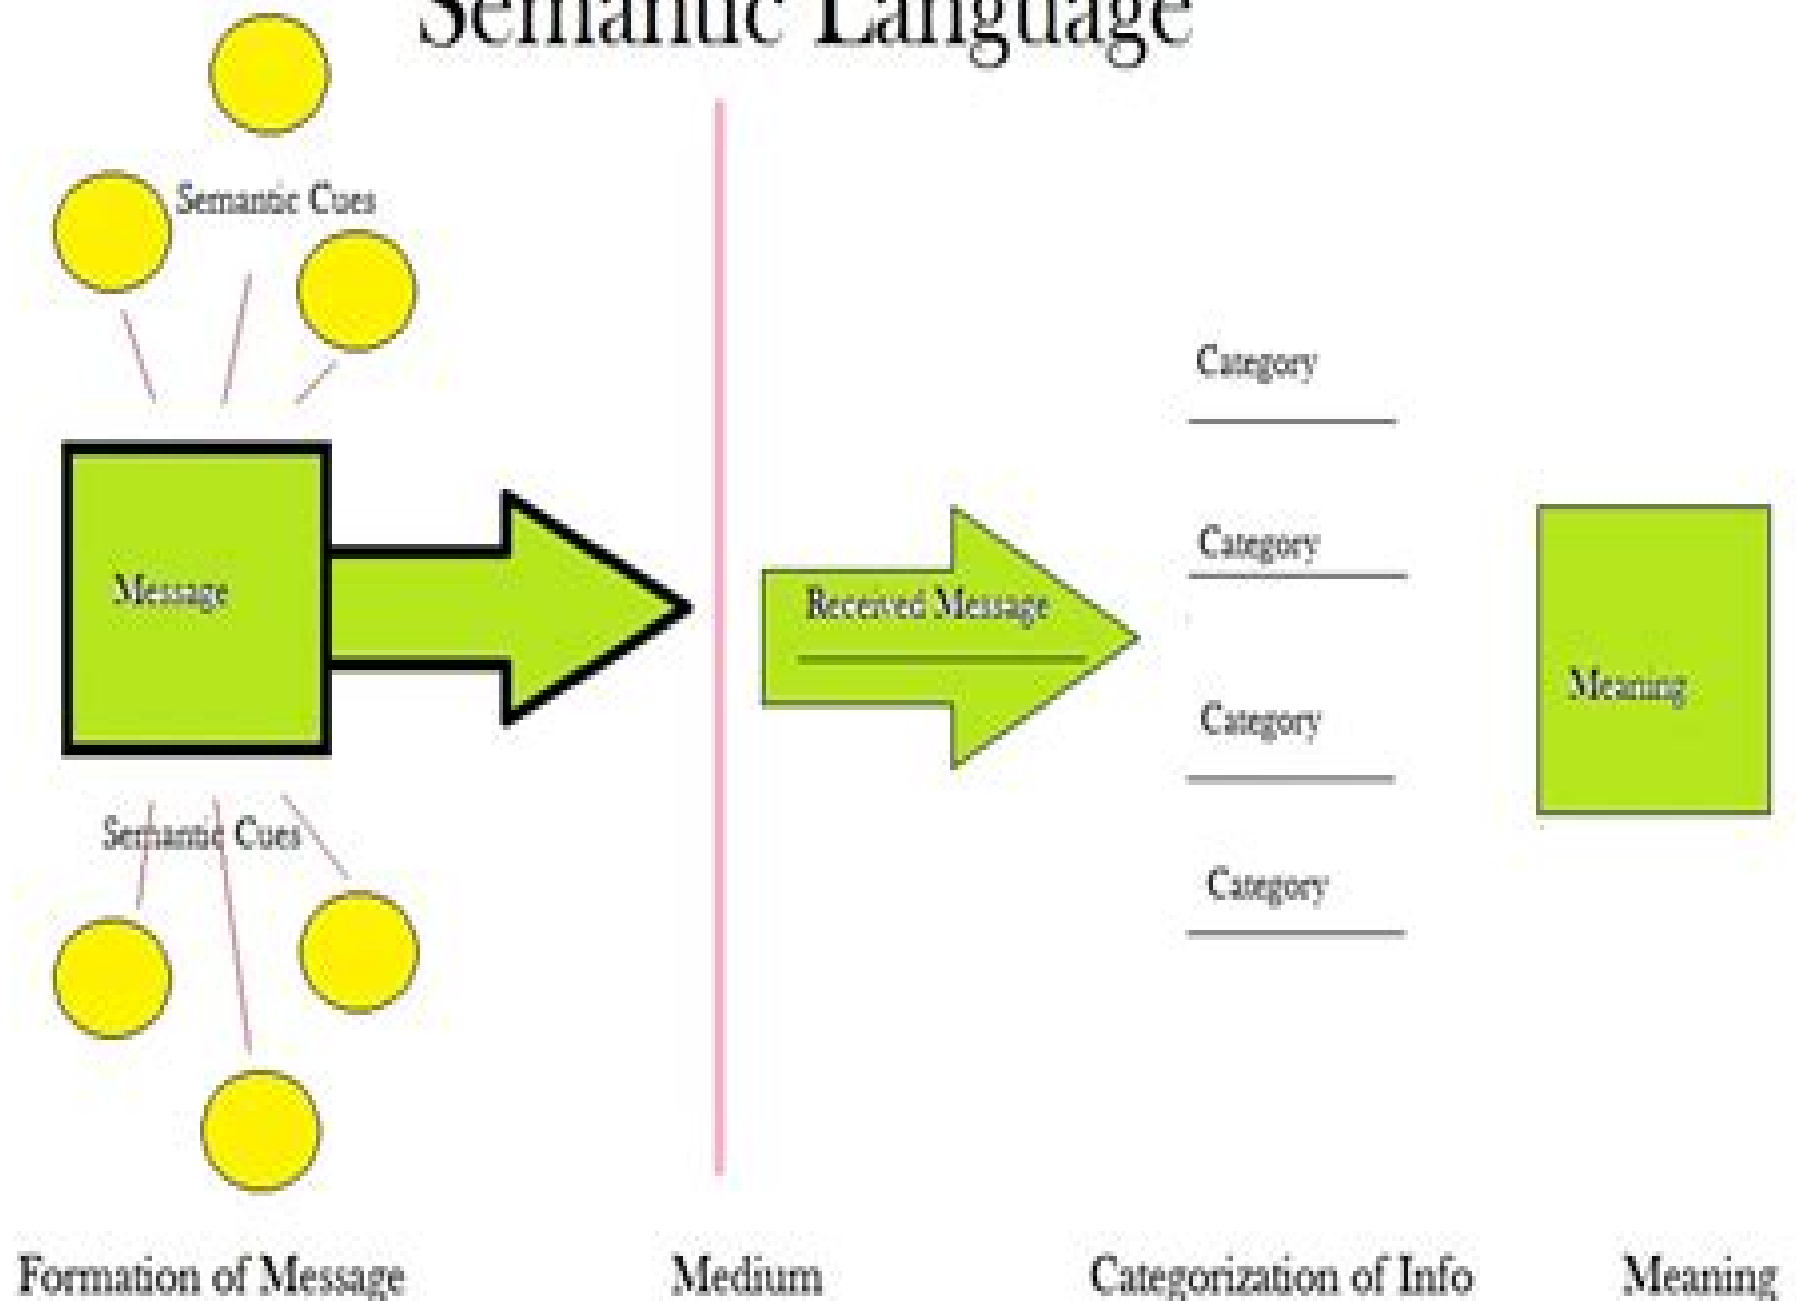 Semantic Language
Semantic Cues
Category
Category
Message
Received Message
Meaning
Category
Semantic Cues
Category
Formation of Message
Medium
Categorization of Info
Meaning